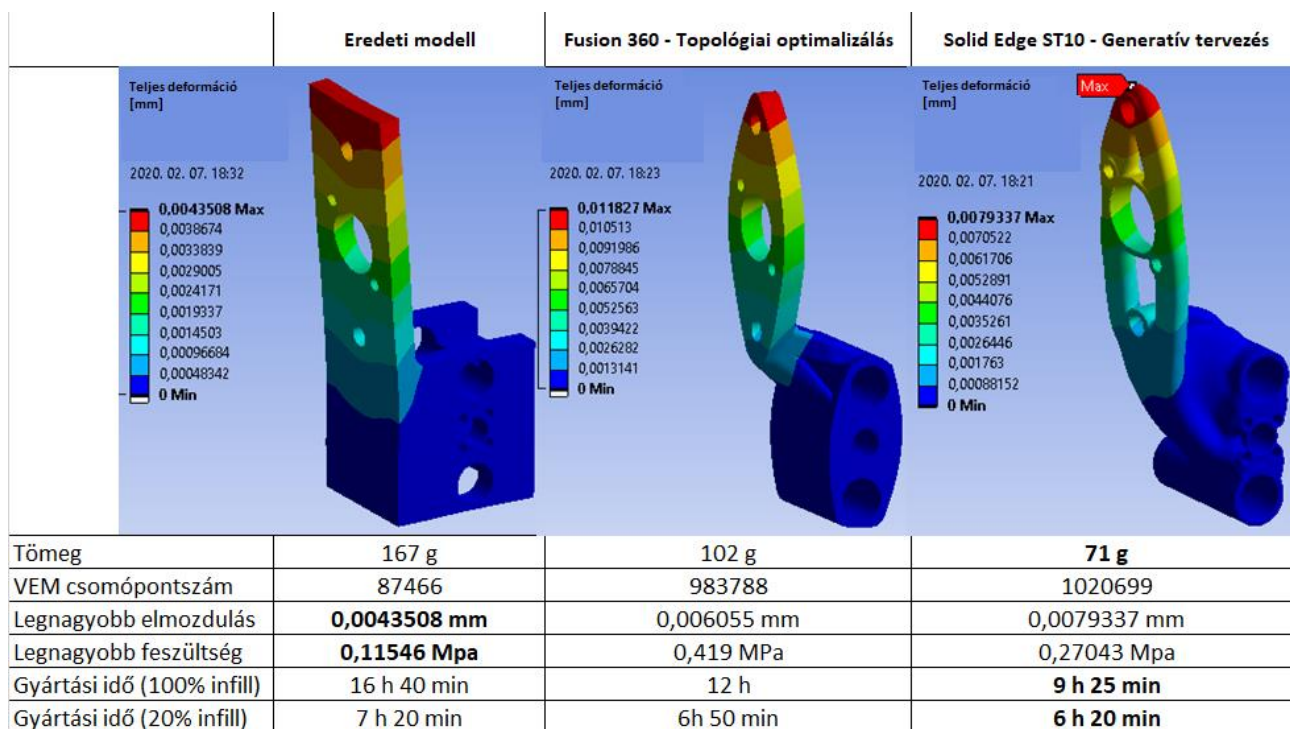 Eredeti modell
Fusion 360 - Topológiai optimalizálás
Solid Edge ST10 - Generatív tervezés
Teljes deformáció
[mm]
2020. 02. 07. 18:32
0,0043508 Max
0,0038674
0,0033839
0,0029005
0,0024171
0,0019337
0,0014503
0,00096684
0,00048342
0 Min
Teljes deformáció
[mm]
2020. 02. 07. 18:23
0,011827 Max
0,010513
0,0091986
0,0078845
0,0065704
0,0052563
0,0039422
0,0026282
0,0013141
0 Min
Teljes deformáció
[mm]
Max
2020. 02. 07. 18:21
0,0079337 Max
0,0070522
0,0061706
0,0052891
0,0044076
0,0035261
0,0026446
0,001763
0,00088152
0 Min
Tömeg 167 g 102 g 71 g
VEM csomópontszám 87466 983788 1020699
Legnagyobb elmozdulás 0,0043508 mm 0,006055 mm 0,0079337 mm
Legnagyobb feszültség 0,11546 Mpa 0,419 MPa 0,27043 Mpa
Gyártási idő (100% infill) 16 h 40 min 12 h 9 h 25 min
Gyártási idő (20% infill) 7 h 20 min 6h 50 min 6 h 20 min